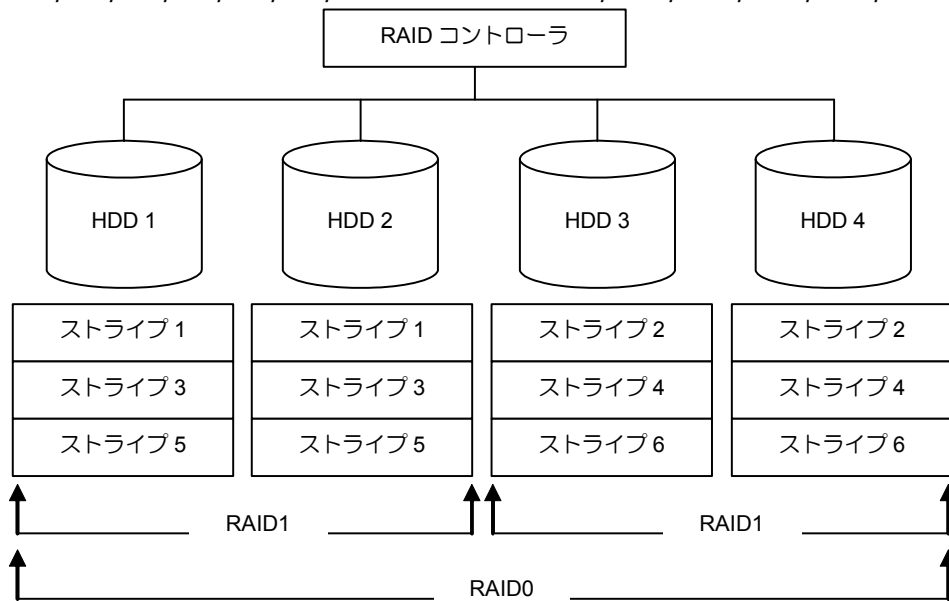 RAID コントローラ
HDD 1 HDD 2 HDD 3 HDD 4
ストライプ 1 ストライプ 1 ストライプ 2 ストライプ 2
ストライプ 3 ストライプ 3 ストライプ 4 ストライプ 4
ストライプ 5 ストライプ 5 ストライプ 6 ストライプ 6
RAID1 RAID1
RAID0